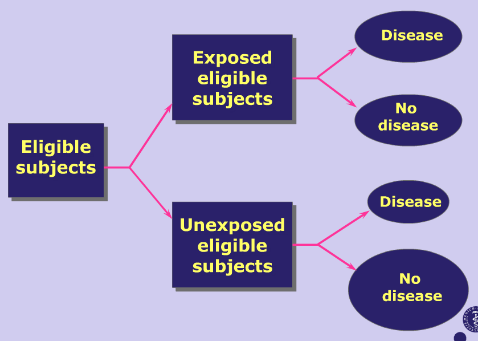 Eligible
subjects
Exposed
eligible
subjects
Disease
No
disease
Unexposed
eligible
subjects
Disease
No
disease